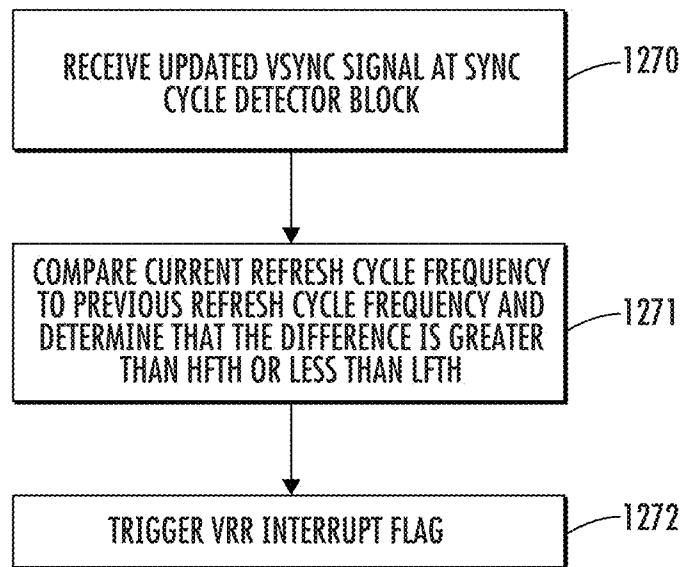 RECEIVE UPDATED VSYNC SIGNAL AT SYNC
CYCLE DETECTOR BLOCK
1270
COMPARE CURRENT REFRESH CYCLE FREQUENCY
TO PREVIOUS REFRESH CYCLE FREQUENCY AND
DETERMINE THAT THE DIFFERENCE IS GREATER
THAN HFTH OR LESS THAN LFTH
1271
TRIGGER VRR INTERRUPT FLAG
1272